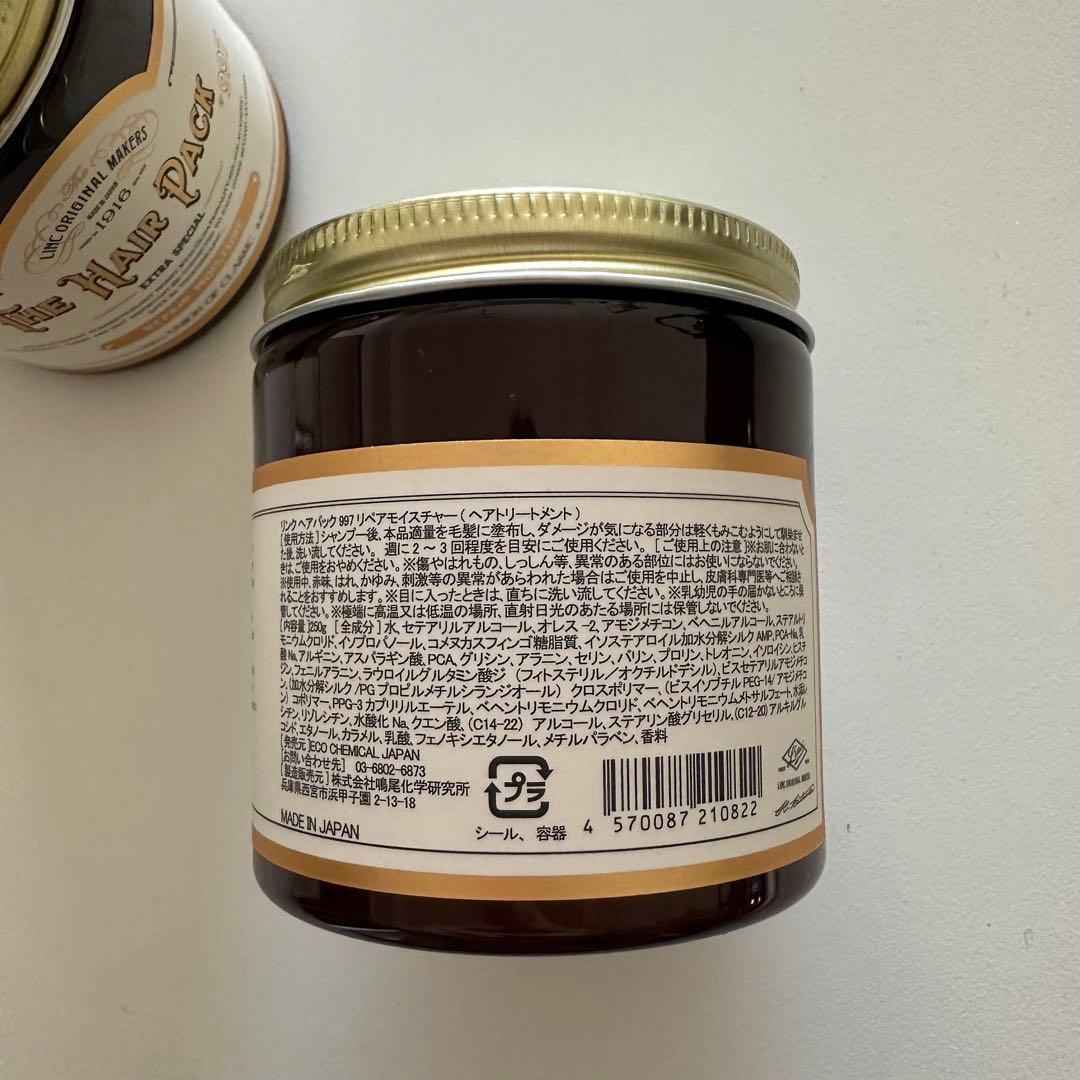 LINC ORIGINAL MAKERS
MADE IN JAPAN
1916
THE HAIR PACK
EXTRA SPECIAL
REPAIR MOISTURE
リンク ヘアパック 997 リペアモイスチャー ( ヘアトリートメント )
[ 使用方法 ] シャンプー後、本品適量を毛髪に塗布し、ダメージが気になる部分は軽くもみこむようにして馴染ませ
た後、洗い流してください。 週に 2 ～ 3 回程度を目安にご使用ください。 [ ご使用上の注意 ]※お肌に合わないと
きは、ご使用をおやめください。※傷やはれもの、しっしん等、異常のある部位にはお使いにならないでください。
※使用中、赤味、はれ、かゆみ、刺激等の異常があらわれた場合はご使用を中止し、皮膚科専門医等へご相談さ
れることをおすすめします。※目に入ったときは、直ちに洗い流してください。※乳幼児の手の届かないところに保
管してください。※極端に高温又は低温の場所、直射日光のあたる場所には保管しないでください。
[ 内容量 ]250g [ 全成分 ] 水、セテアリルアルコール、オレス -2、アモジメチコン、ベヘニルアルコール、ステアルトリ
モニウムクロリド、イソプロパノール、コメヌカスフィンゴ糖脂質、イソステアロイル加水分解シルク AMP、PCA-Na、乳
酸 Na、アルギニン、アスパラギン酸、PCA、グリシン、アラニン、セリン、バリン、プロリン、トレオニン、イソロイシン、ヒスチ
ジン、フェニルアラニン、ラウロイルグルタミン酸ジ （フィトステリル／オクチルドデシル）、ビスセテアリルアモジメチコ
ン、（加水分解シルク /PG プロピルメチルシランジオール） クロスポリマー、（ビスイソブチル PEG-14/ アモジメチコ
ン） コポリマー、PPG-3 カプリリルエーテル、ベヘントリモニウムクロリド、ベヘントリモニウムメトサルフェート、水添レ
シチン、リゾレシチン、水酸化 Na、クエン酸、（C14-22） アルコール、ステアリン酸グリセリル、（C12-20）アルキルグル
コシド、エタノール、カラメル、乳酸、フェノキシエタノール、メチルパラベン、香料
[ 発売元 ]ECO CHEMICAL JAPAN
[お問い合わせ先] 03-6802-6873
[ 製造販売元 ] 株式会社鳴尾化学研究所
兵庫県西宮市浜甲子園 2-13-18
MADE IN JAPAN
プラ
シール、 容器
4 570087 210822
LINC ORIGINAL MAKERS